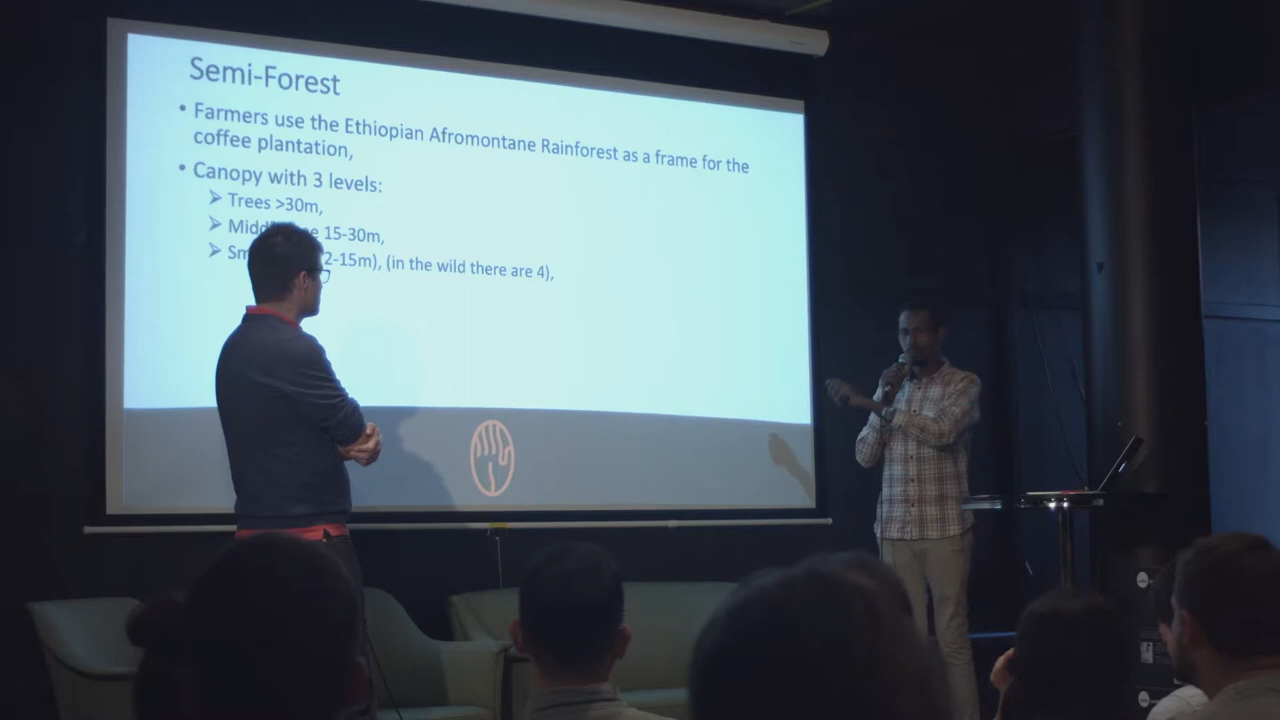 Semi-Forest
• Farmers use the Ethiopian Afromontane Rainforest as a frame for the
coffee plantation,
• Canopy with 3 levels:
➢ Trees >30m,
➢ 15-30m,
➢ 2-15m), (in the wild there are 4),